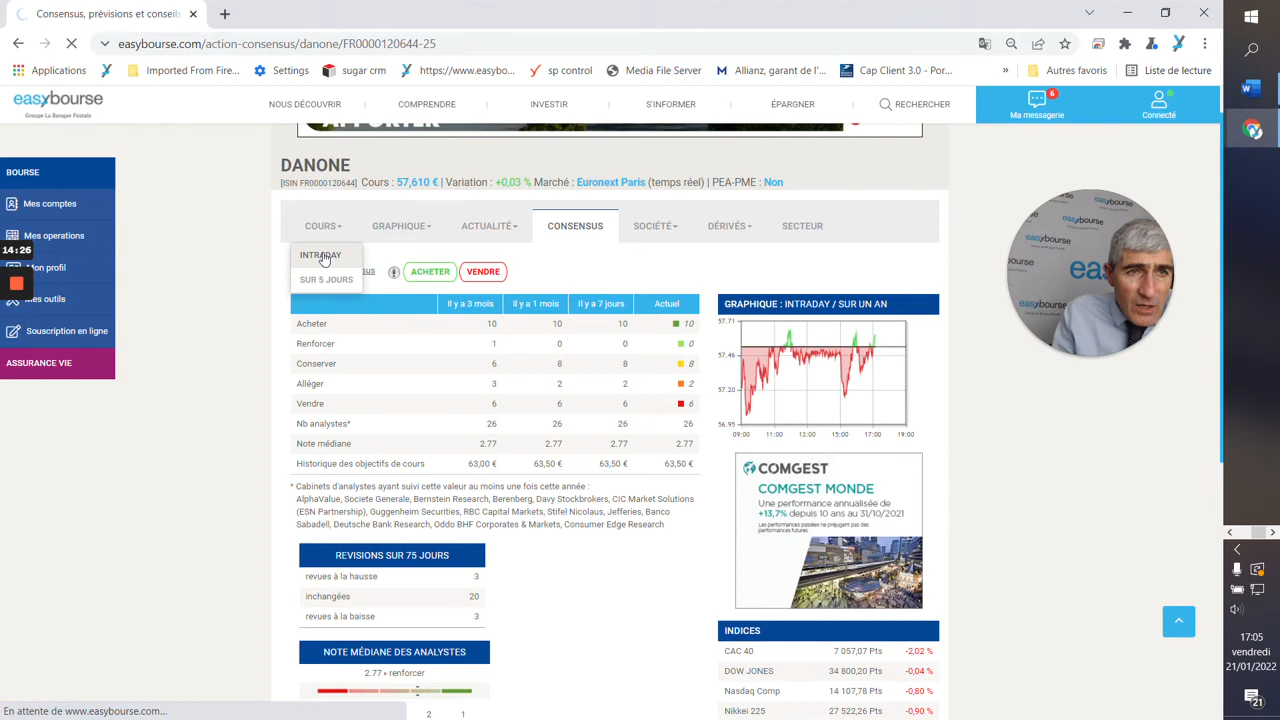 Consensus, prévisions et conseils
easybourse.com/action-consensus/danone/FR0000120644-25
Applications
Imported From Fire...
Settings
sugar crm
https://www.easybo...
sp control
Media File Server
Allianz, garant de l'...
Cap Client 3.0 - Por...
»
Autres favoris
Liste de lecture
easybourse
Groupe La Banque Postale
NOUS DÉCOUVRIR
COMPRENDRE
INVESTIR
S'INFORMER
ÉPARGNER
RECHERCHER
6
Ma messagerie
Connecté
DANONE
[ISIN FR0000120644] Cours : 57,610 € | Variation : +0,03 % Marché : Euronext Paris (temps réel) | PEA-PME : Non
BOURSE
Mes comptes
Mes operations
14:26
Mon profil
Mes outils
Souscription en ligne
ASSURANCE VIE
COURS
GRAPHIQUE
ACTUALITÉ
CONSENSUS
SOCIÉTÉ
DÉRIVÉS
SECTEUR
INTRADAY
SUR 5 JOURS
ACHETER
VENDRE
Il y a 3 mois Il y a 1 mois Il y a 7 jours Actuel
Acheter 10 10 10 10
Renforcer 1 0 0 0
Conserver 6 8 8 8
Alléger 3 2 2 2
Vendre 6 6 6 6
Nb analystes* 26 26 26 26
Note médiane 2.77 2.77 2.77 2.77
Historique des objectifs de cours 63,00 € 63,50 € 63,50 € 63,50 €
* Cabinets d'analystes ayant suivi cette valeur au moins une fois cette année :
AlphaValue, Societe Generale, Bernstein Research, Berenberg, Davy Stockbrokers, CIC Market Solutions
(ESN Partnership), Guggenheim Securities, RBC Capital Markets, Stifel Nicolaus, Jefferies, Banco
Sabadell, Deutsche Bank Research, Oddo BHF Corporates & Markets, Consumer Edge Research
REVISIONS SUR 75 JOURS
revues à la hausse 3
inchangées 20
revues à la baisse 3
NOTE MÉDIANE DES ANALYSTES
2.77 ▸ renforcer
2 1
GRAPHIQUE : INTRADAY / SUR UN AN
57.71
57.46
57.20
56.95
09:00 11:00 13:00 15:00 17:00 19:00
COMGEST
COMGEST MONDE
Une performance annualisée de
+13,7% depuis 10 ans au 31/10/2021
Les performances passées ne préjugent pas des
performances futures.
INDICES
CAC 40 7 057,07 Pts -2,02 %
DOW JONES 34 800,20 Pts -0,04 %
Nasdaq Comp 14 107,78 Pts -0,80 %
Nikkei 225 27 522,26 Pts -0,90 %
En attente de www.easybourse.com...
17:05
vendredi
21/01/2022
21